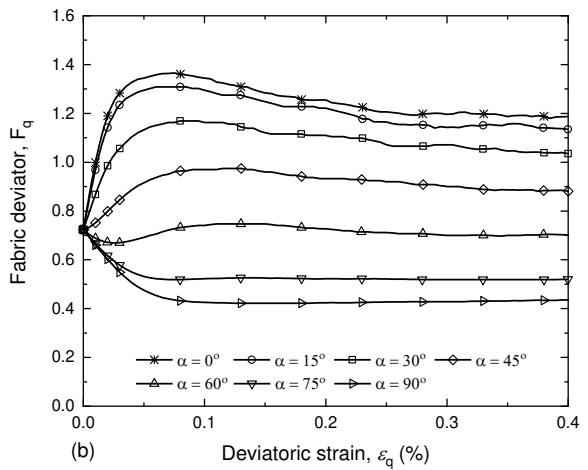 1.6
1.4
1.2
1.0
0.8
0.6
0.4
0.2
0.0
Fabric deviator, F_q
α = 0° α = 15° α = 30° α = 45°
α = 60° α = 75° α = 90°
0.0 0.1 0.2 0.3 0.4
(b) Deviatoric strain, ε_q (%)